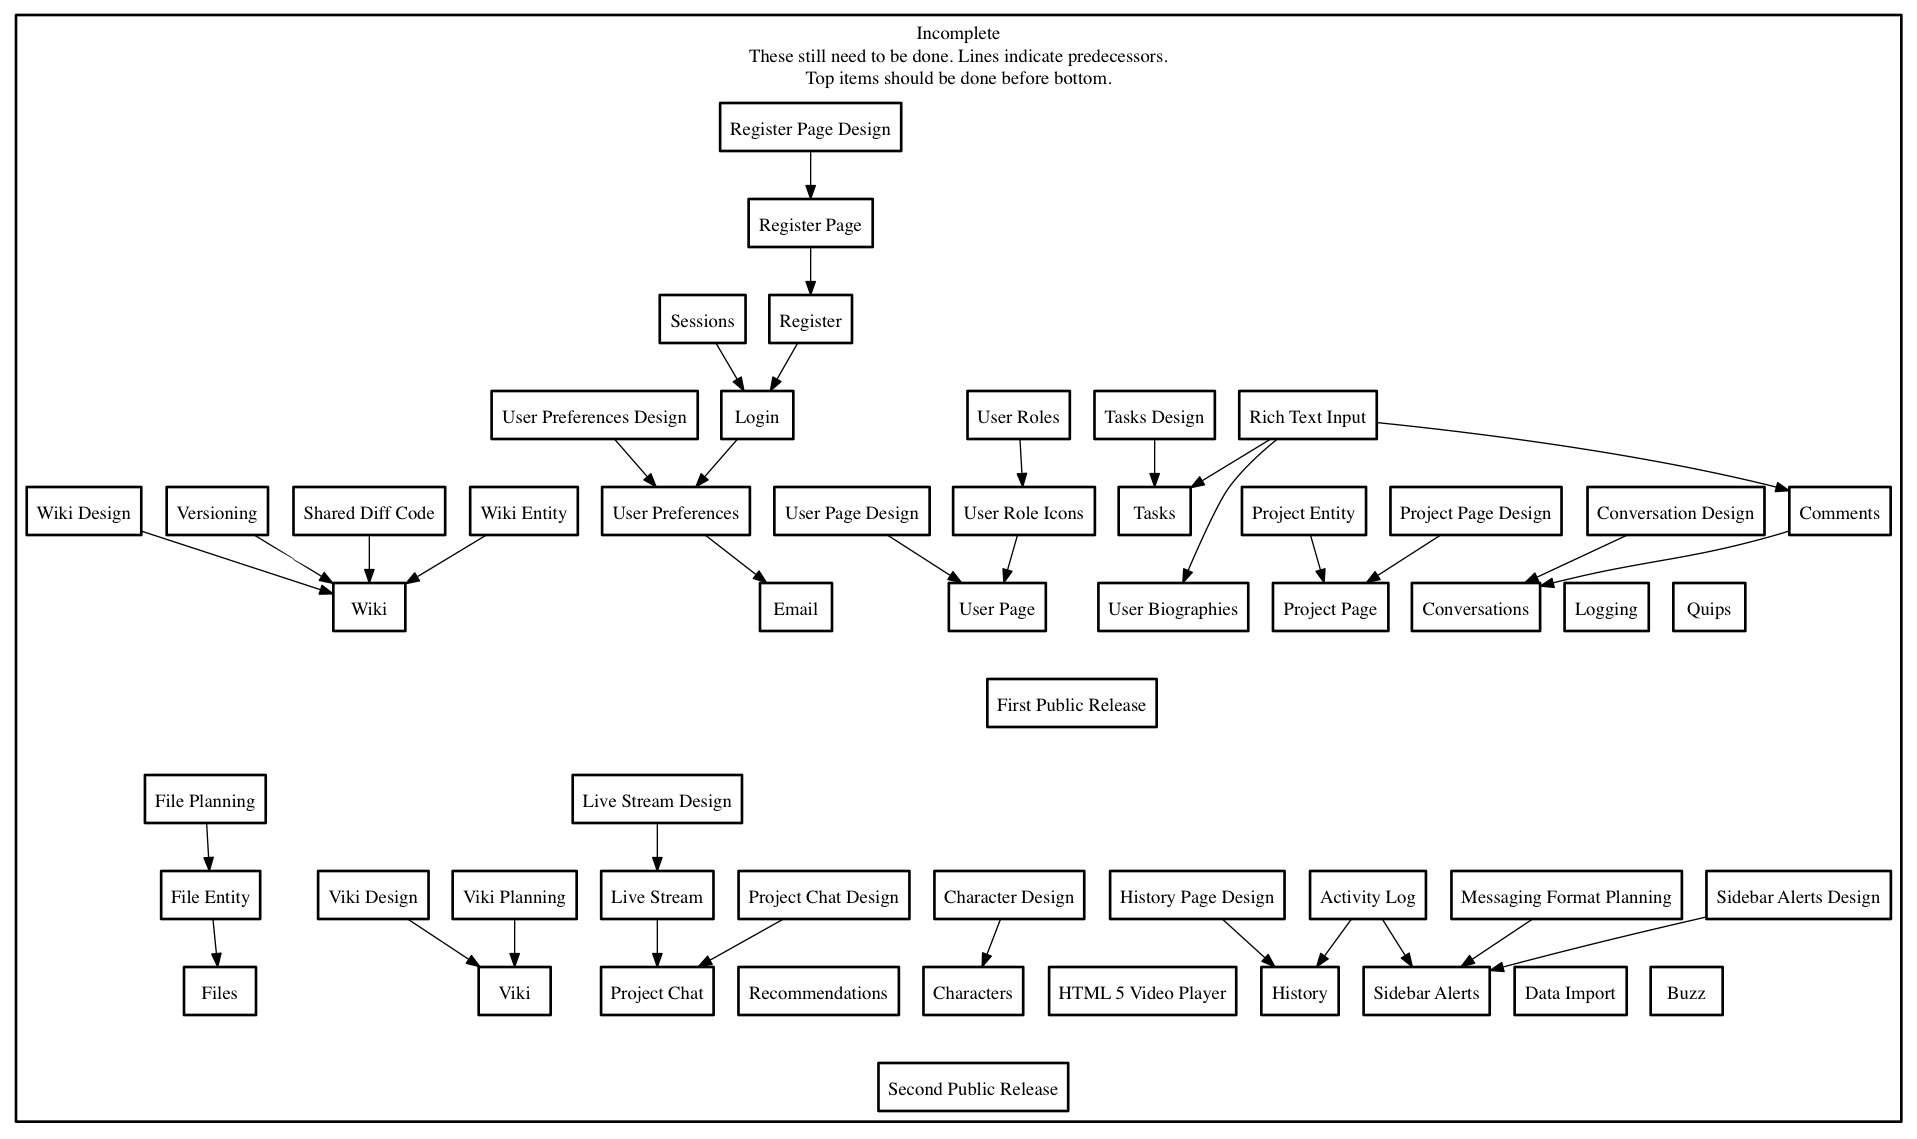 Incomplete
These still need to be done. Lines indicate predecessors.
Top items should be done before bottom.
Register Page Design
Register Page
Sessions
Register
User Preferences Design
Login
User Roles
Tasks Design
Rich Text Input
Wiki Design
Versioning
Shared Diff Code
Wiki Entity
User Preferences
User Page Design
User Role Icons
Tasks
Project Entity
Project Page Design
Conversation Design
Comments
Wiki
Email
User Page
User Biographies
Project Page
Conversations
Logging
Quips
First Public Release
File Planning
Live Stream Design
File Entity
Viki Design
Viki Planning
Live Stream
Project Chat Design
Character Design
History Page Design
Activity Log
Messaging Format Planning
Sidebar Alerts Design
Files
Viki
Project Chat
Recommendations
Characters
HTML 5 Video Player
History
Sidebar Alerts
Data Import
Buzz
Second Public Release